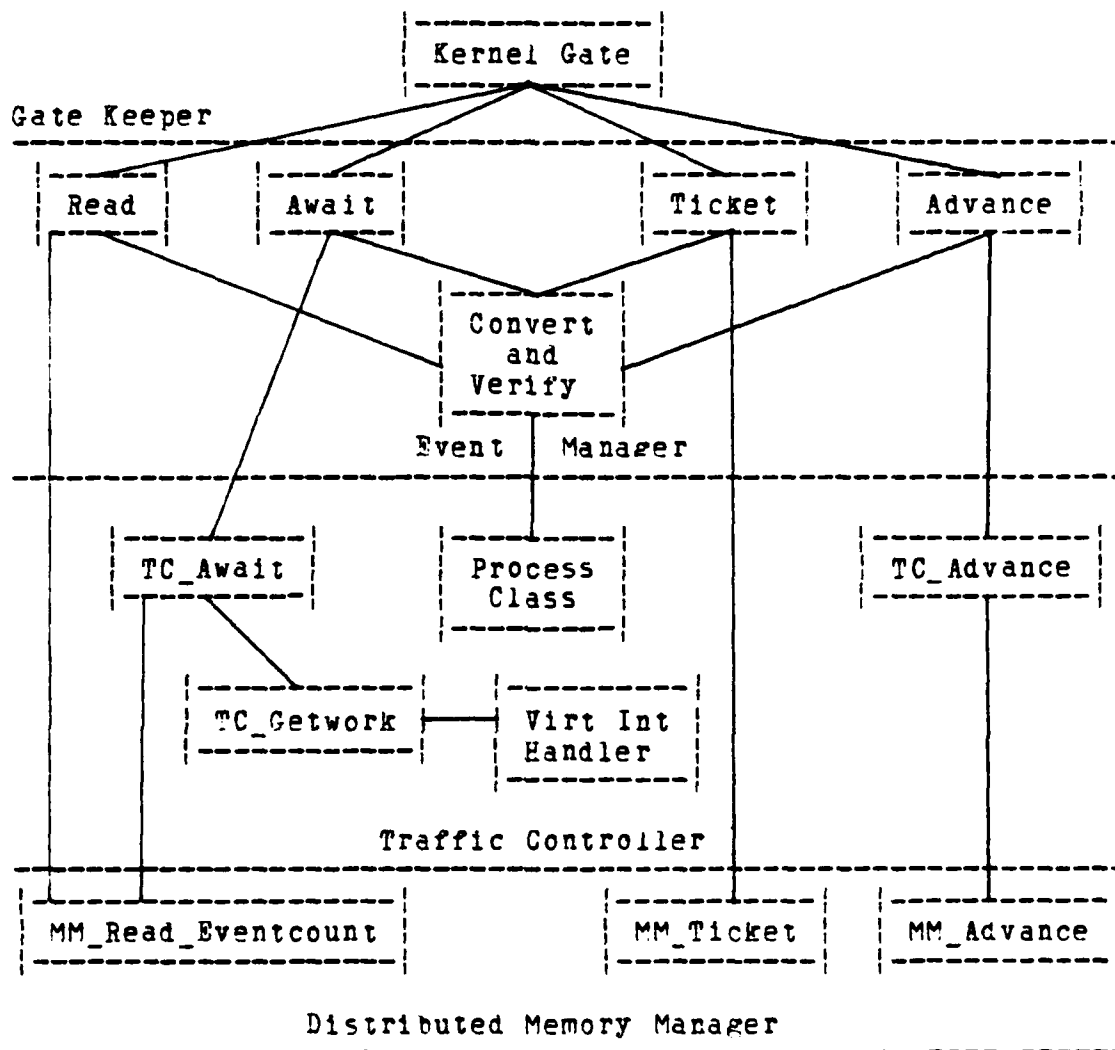 Kernel Gate
Gate Keeper
Read
Await
Ticket
Advance
Convert
and
Verify
Event Manager
TC_Await
Process
Class
TC_Advance
TC_Getwork
Virt Int
Handler
Traffic Controller
MM_Read_Eventcount
MM_Ticket
MM_Advance
Distributed Memory Manager